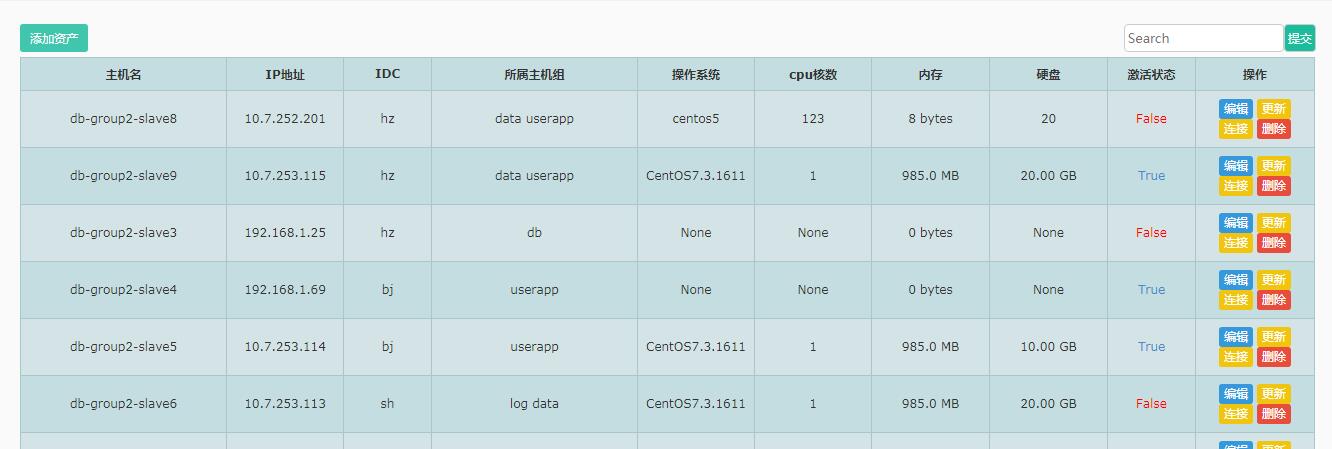 添加资产 Search 提交
主机名 IP地址 IDC 所属主机组 操作系统 cpu核数 内存 硬盘 激活状态 操作
db-group2-slave8 10.7.252.201 hz data userapp centos5 123 8 bytes 20 False 编辑 更新
连接 删除
db-group2-slave9 10.7.253.115 hz data userapp CentOS7.3.1611 1 985.0 MB 20.00 GB True 编辑 更新
连接 删除
db-group2-slave3 192.168.1.25 hz db None None 0 bytes None False 编辑 更新
连接 删除
db-group2-slave4 192.168.1.69 bj userapp None None 0 bytes None True 编辑 更新
连接 删除
db-group2-slave5 10.7.253.114 bj userapp CentOS7.3.1611 1 985.0 MB 10.00 GB True 编辑 更新
连接 删除
db-group2-slave6 10.7.253.113 sh log data CentOS7.3.1611 1 985.0 MB 20.00 GB False 编辑 更新
连接 删除